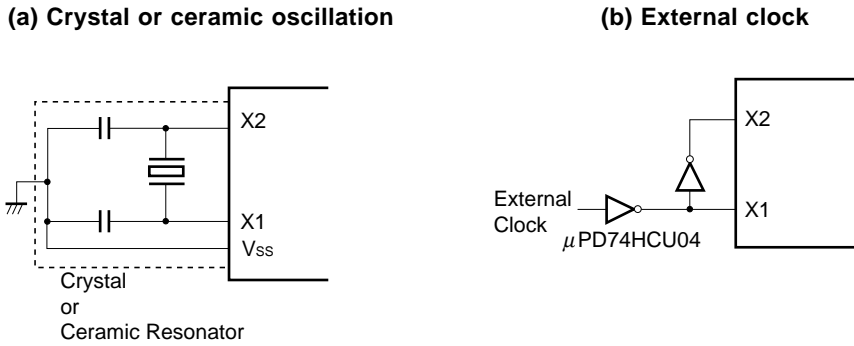 (a) Crystal or ceramic oscillation
X2
X1
VSS
Crystal
or
Ceramic Resonator
(b) External clock
X2
External
Clock
X1
μPD74HCU04